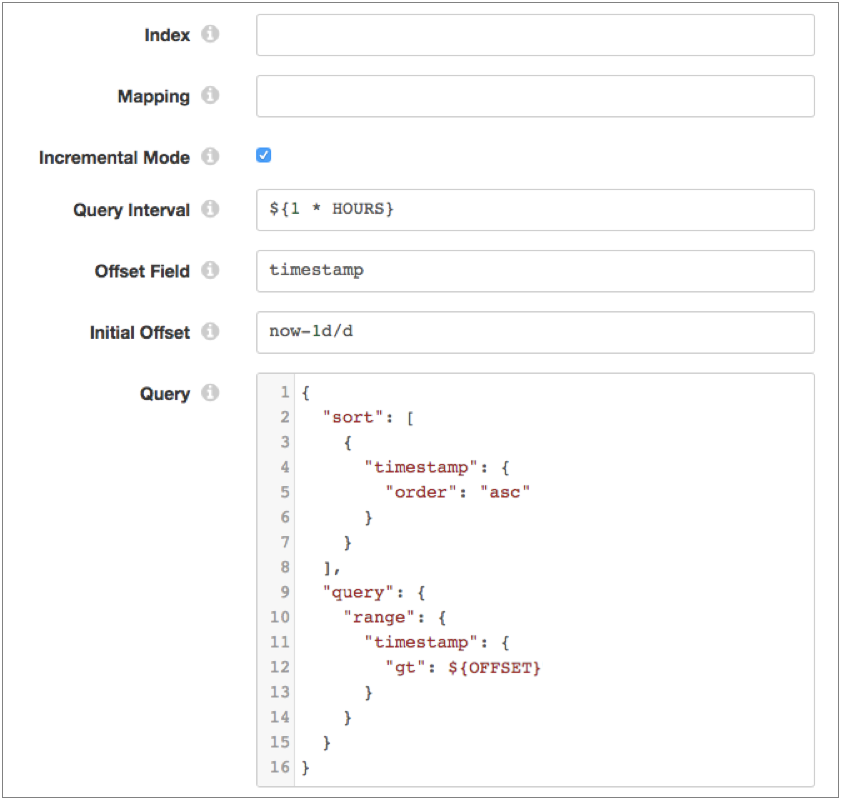 Index
Mapping
Incremental Mode
Query Interval ${1 * HOURS}
Offset Field timestamp
Initial Offset now-1d/d
Query
1 {
2   "sort": [
3     {
4       "timestamp": {
5         "order": "asc"
6       }
7     }
8   ],
9   "query": {
10     "range": {
11       "timestamp": {
12         "gt": ${OFFSET}
13       }
14     }
15   }
16 }